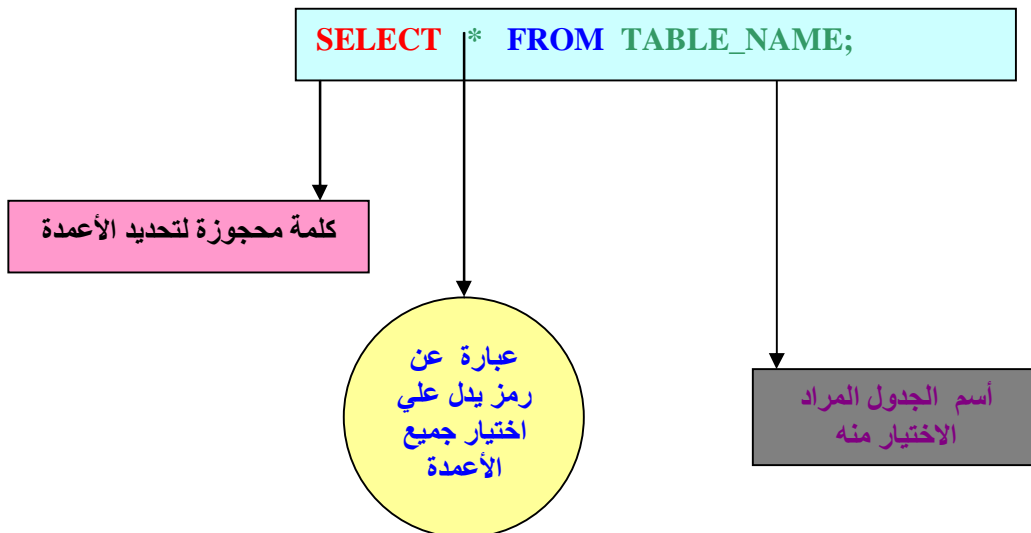 SELECT * FROM TABLE_NAME;
كلمة محجوزة لتحديد الأعمدة
عبارة عن
رمز يدل علي
اختيار جميع
الأعمدة
أسم الجدول المراد
الاختيار منه